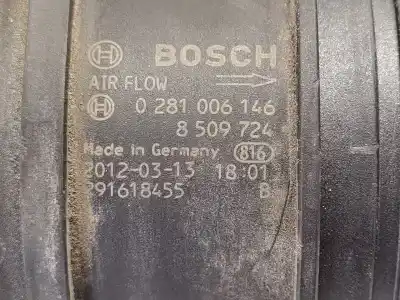 BOSCH
AIR FLOW
0 281 006 146
8 509 724
Made in Germany 816
2012-03-13 18:01
291618455 B